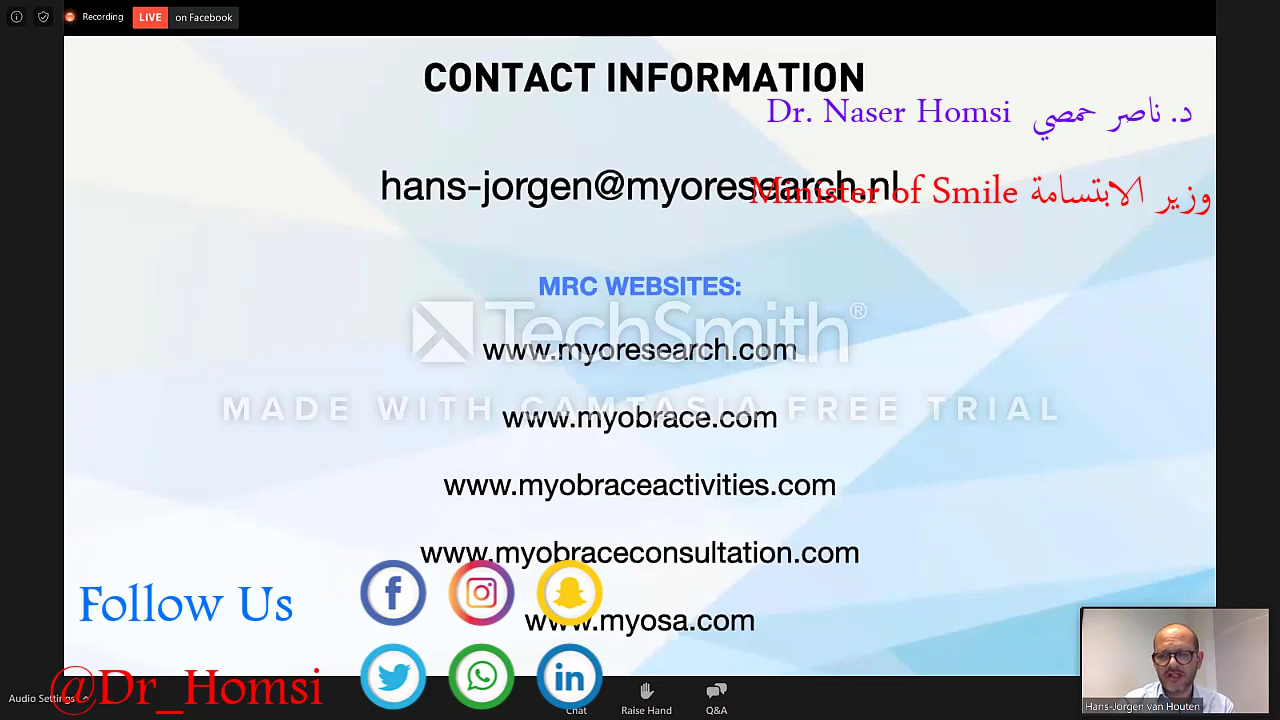 Recording LIVE on Facebook
CONTACT INFORMATION
Dr. Naser Homsi د. ناصر حمصي
hans-jorgen@myoresearch.nl
Minister of Smile وزير الابتسامة
MRC WEBSITES:
TechSmith®
www.myoresearch.com
MADE WITH CAMTASIA FREE TRIAL
www.myobrace.com
www.myobraceactivities.com
www.myobraceconsultation.com
Follow Us
www.myosa.com
@Dr_Homsi
Audio Settings
Chat
Raise Hand
Q&A
Hans-Jorgen van Houten